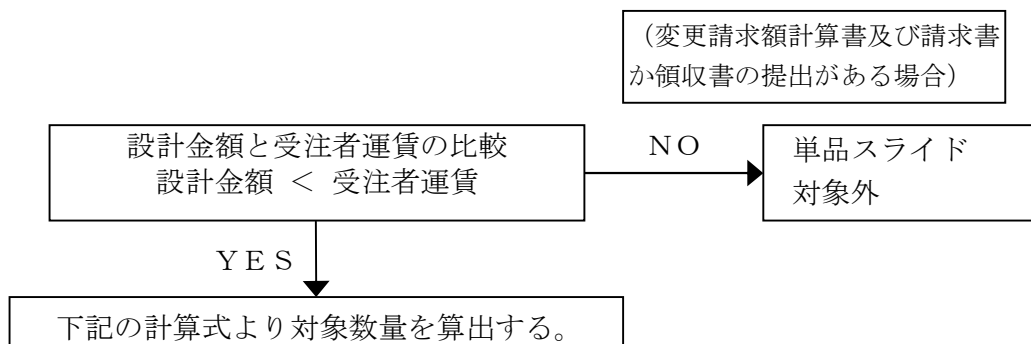 (変更請求額計算書及び請求書
か領収書の提出がある場合)
設計金額と受注者運賃の比較
設計金額 < 受注者運賃
NO
単品スライド
対象外
YES
下記の計算式より対象数量を算出する。